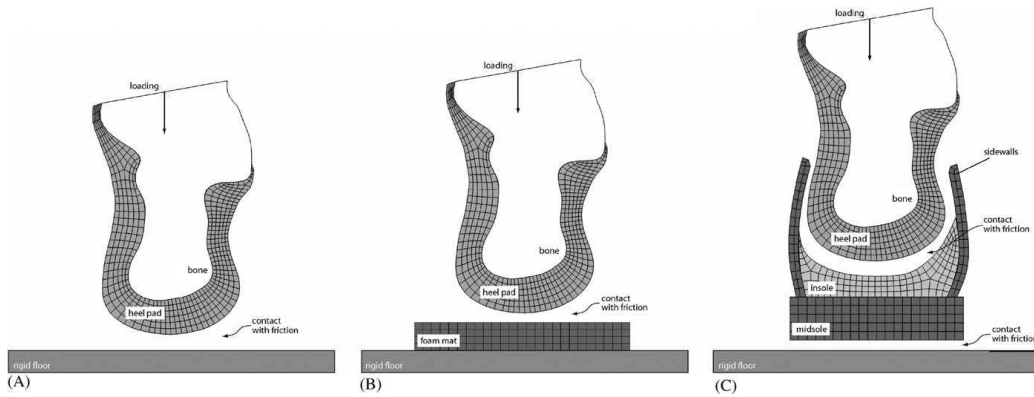 loading
bone
heel pad
contact
with friction
rigid floor
(A)
loading
bone
heel pad
contact
with friction
foam mat
rigid floor
(B)
loading
sidewalls
bone
heel pad
contact
with friction
insole
midsole
contact
with friction
rigid floor
(C)